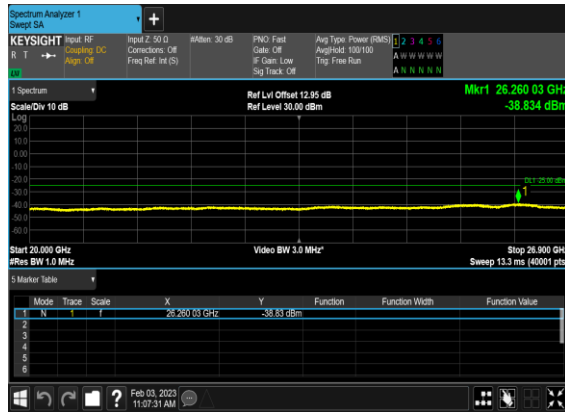 Spectrum Analyzer 1
Swept SA
+
KEYSIGHT Input: RF Input Z: 50 Ω #Atten: 30 dB PNO: Fast Avg Type: Power (RMS) 1 2 3 4 5 6
R T Coupling: DC Corrections: Off Gate: Off Avg|Hold: 100/100 A W W W W W
Align: Off Freq Ref: Int (S) IF Gain: Low Trig: Free Run
Sig Track: Off A N N N N N
1 Spectrum Ref Lvl Offset 12.95 dB Mkr1 26.260 03 GHz
Scale/Div 10 dB Ref Level 30.00 dBm -38.834 dBm
Log
20.0
10.0
0.00
-10.0
-20.0 DL1 -25.00 dBm
-30.0 1
-40.0
-50.0
-60.0
Start 20.000 GHz Video BW 3.0 MHz* Stop 26.900 GHz
#Res BW 1.0 MHz Sweep 13.3 ms (40001 pts
5 Marker Table
Mode Trace Scale X Y Function Function Width Function Value
1 N 1 f 26.260 03 GHz -38.83 dBm
2
3
4
5
6
? Feb 03, 2023
11:07:31 AM